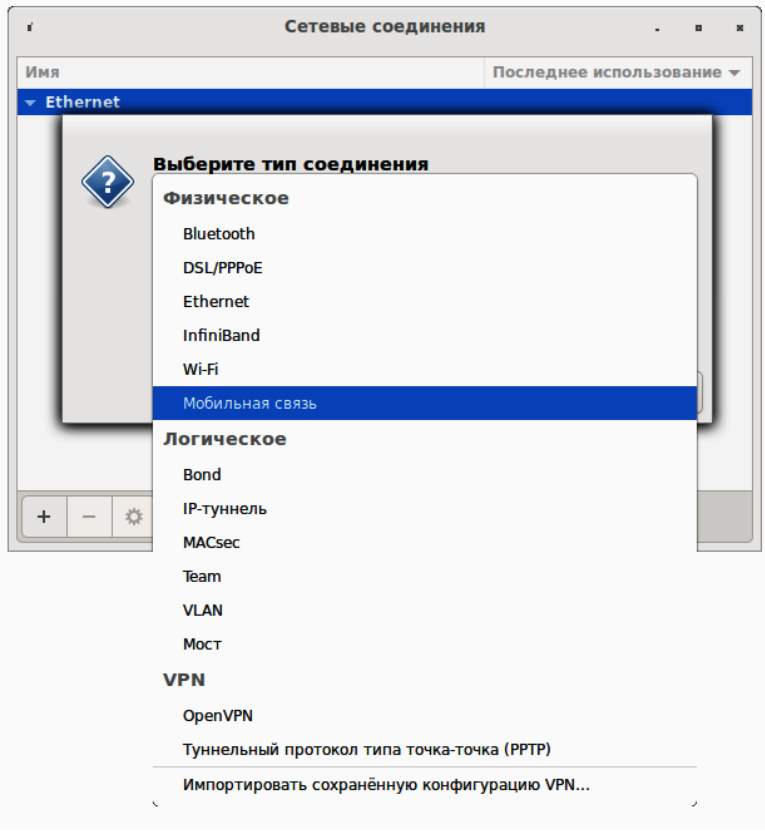 Сетевые соединения
Имя
Последнее использование
Ethernet
Выберите тип соединения
Физическое
Bluetooth
DSL/PPPoE
Ethernet
InfiniBand
Wi-Fi
Мобильная связь
Логическое
Bond
IP-туннель
MACsec
Team
VLAN
Мост
VPN
OpenVPN
Туннельный протокол типа точка-точка (PPTP)
Импортировать сохранённую конфигурацию VPN...